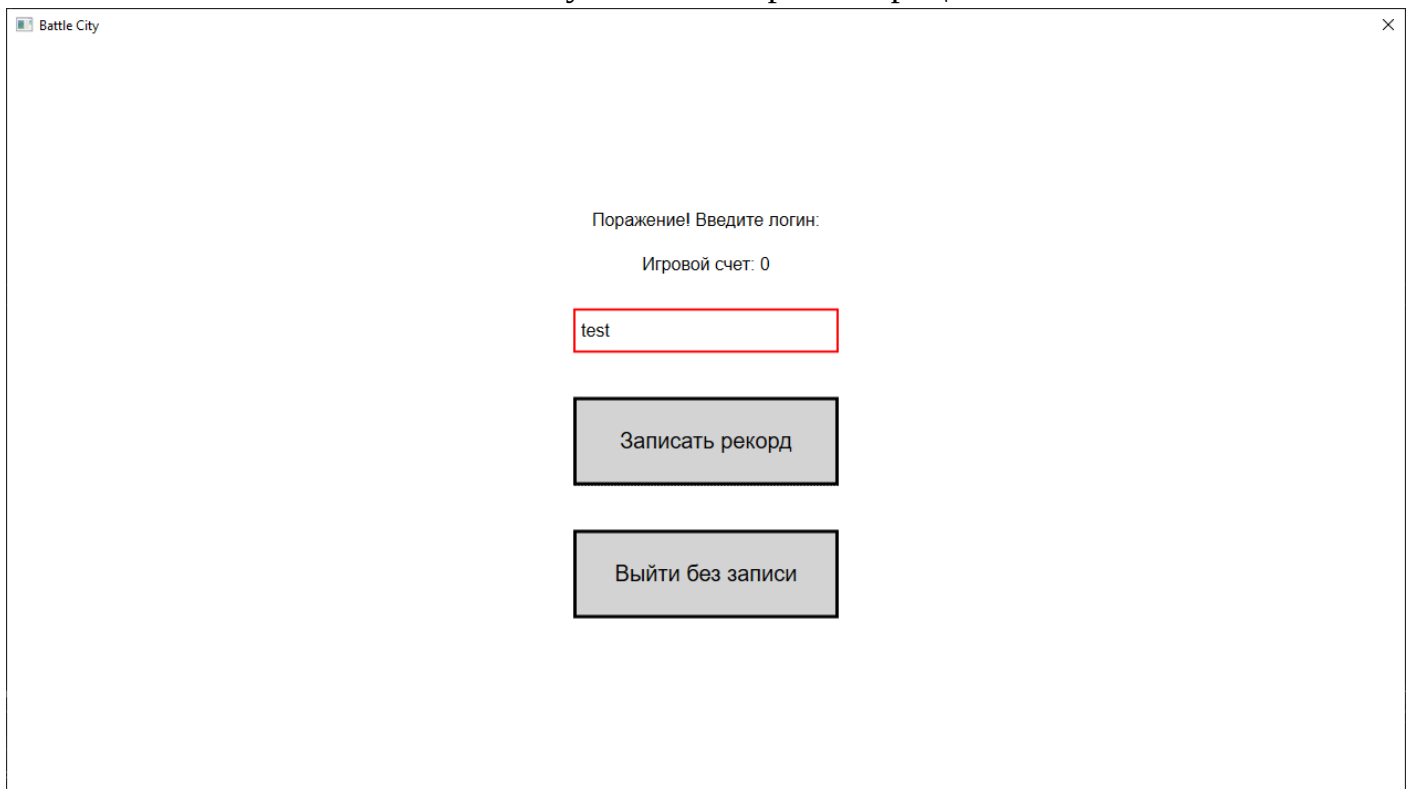 Battle City
Поражение! Введите логин:
Игровой счет: 0
test
Записать рекорд
Выйти без записи